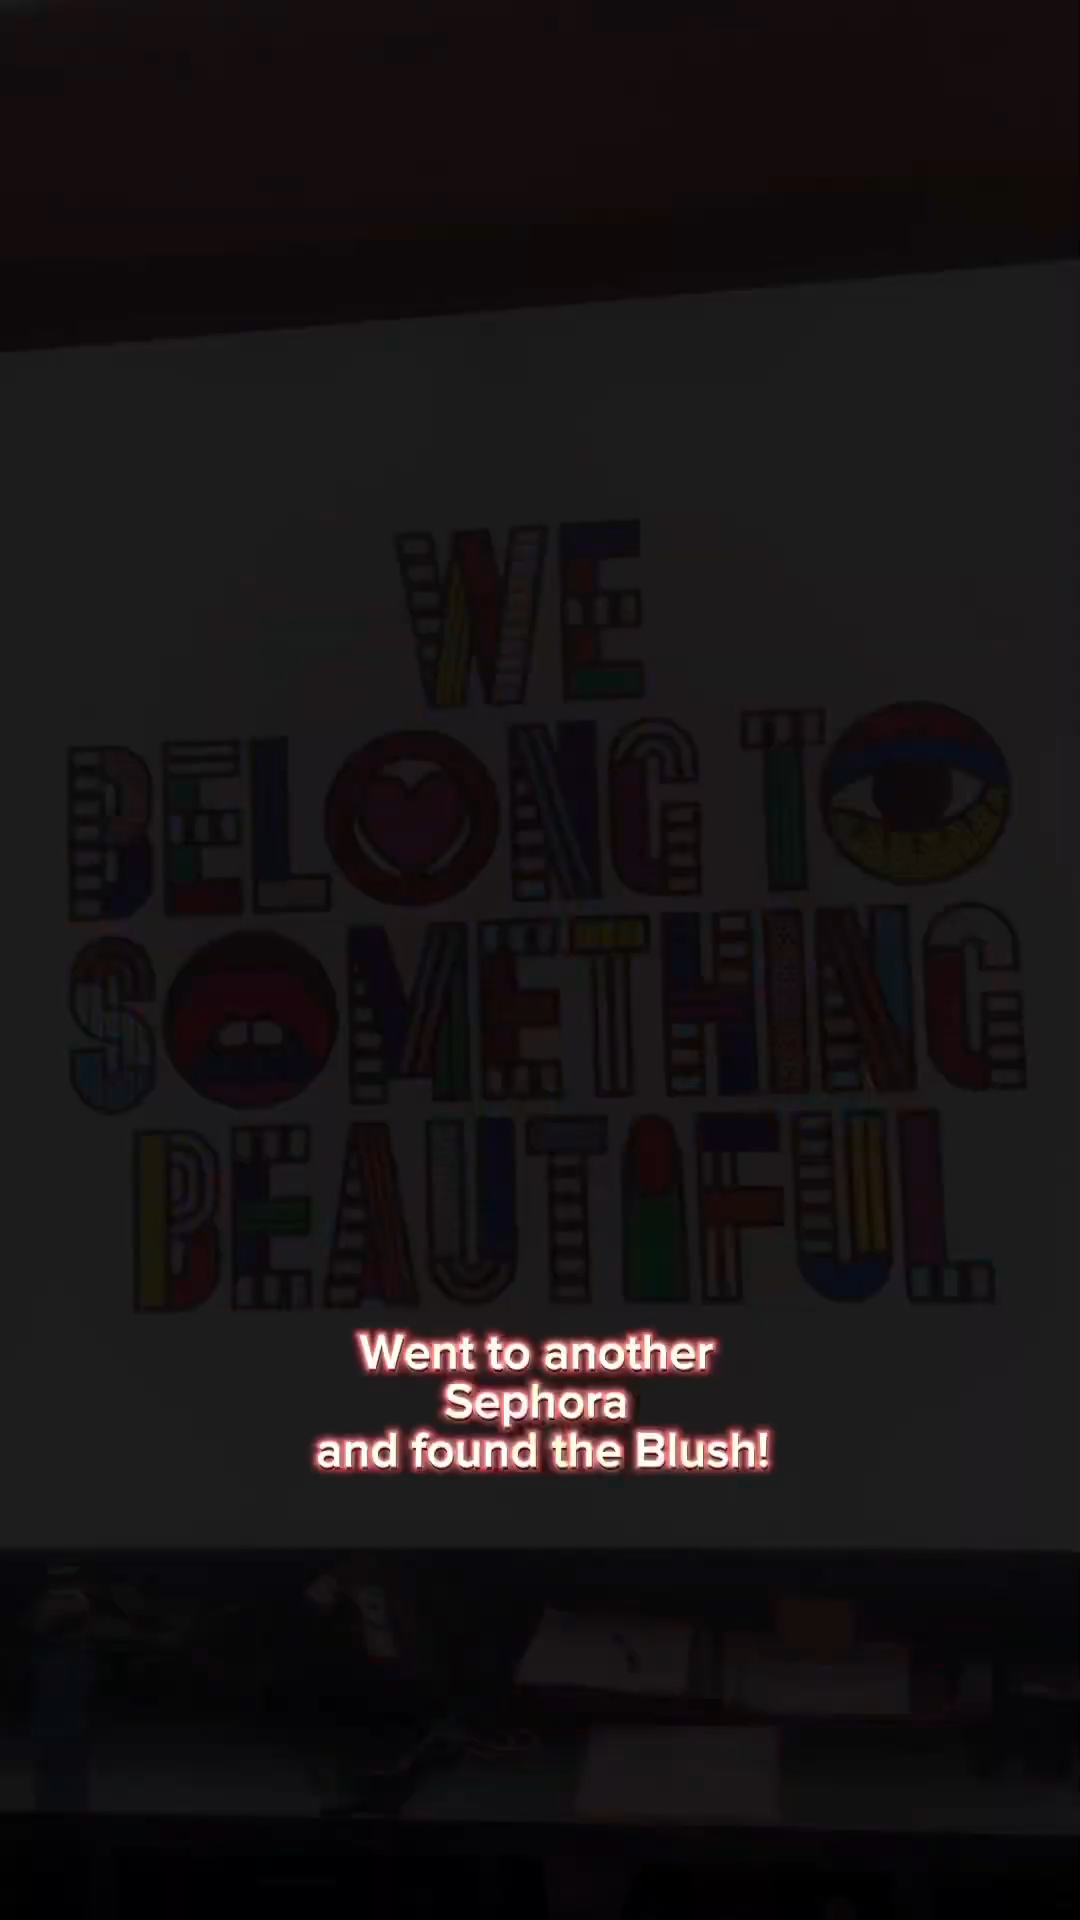 WE
BELONG TO
SOMETHING
BEAUTIFUL
Went to another
Sephora
and found the Blush!